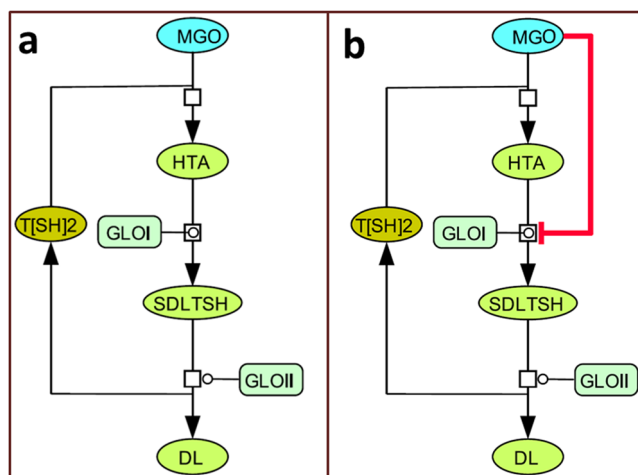 a
MGO
HTA
T[SH]2
GLOI
SDLTSH
GLOII
DL
b
MGO
HTA
T[SH]2
GLOI
SDLTSH
GLOII
DL